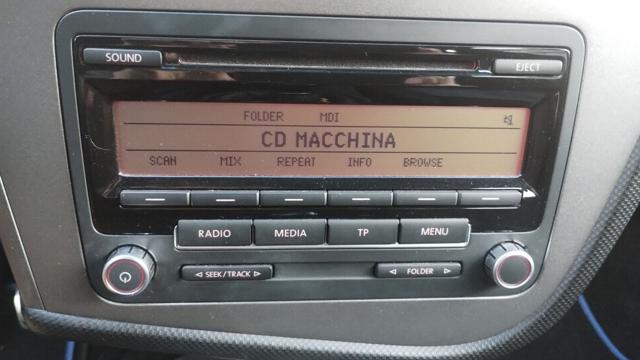 SOUND
EJECT
FOLDER MDI
CD MACCHINA
SCAN MIX REPEAT INFO BROWSE
RADIO MEDIA TP MENU
SEEK/TRACK FOLDER